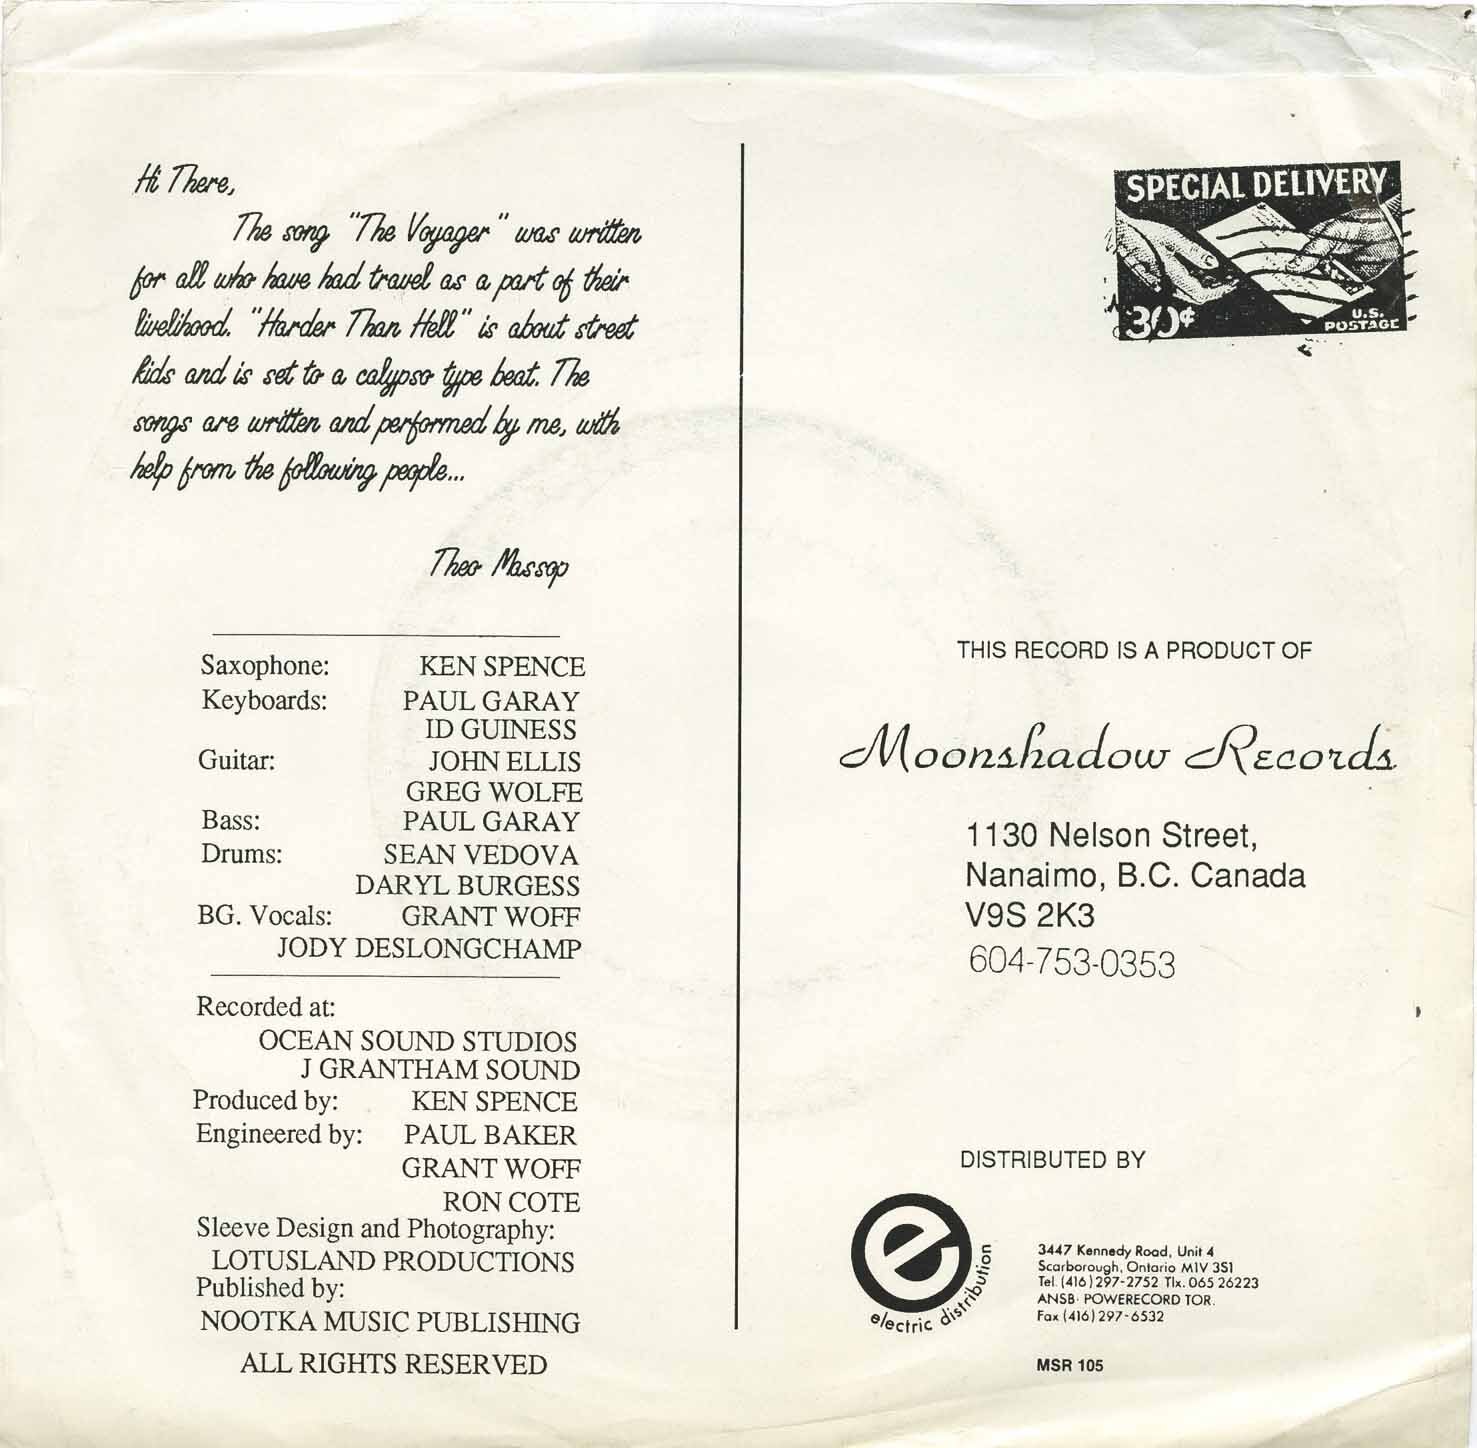 Hi There,
The song "The Voyager" was written
for all who have had travel as a part of their
livelihood. "Harder Than Hell" is about street
kids and is set to a calypso type beat. The
songs are written and performed by me, with
help from the following people...
Theo Massop
Saxophone: KEN SPENCE
Keyboards: PAUL GARAY
ID GUINESS
Guitar: JOHN ELLIS
GREG WOLFE
Bass: PAUL GARAY
Drums: SEAN VEDOVA
DARYL BURGESS
BG. Vocals: GRANT WOFF
JODY DESLONGCHAMP
Recorded at:
OCEAN SOUND STUDIOS
J GRANTHAM SOUND
Produced by: KEN SPENCE
Engineered by: PAUL BAKER
GRANT WOFF
RON COTE
Sleeve Design and Photography:
LOTUSLAND PRODUCTIONS
Published by:
NOOTKA MUSIC PUBLISHING
ALL RIGHTS RESERVED
SPECIAL DELIVERY
30¢
U.S.
POSTAGE
THIS RECORD IS A PRODUCT OF
Moonshadow Records
1130 Nelson Street,
Nanaimo, B.C. Canada
V9S 2K3
604-753-0353
DISTRIBUTED BY
e
electric distribution
3447 Kennedy Road, Unit 4
Scarborough, Ontario M1V 3S1
Tel. (416) 297-2752 Tlx. 065 26223
ANSB· POWERECORD TOR.
Fax (416) 297-6532
MSR 105